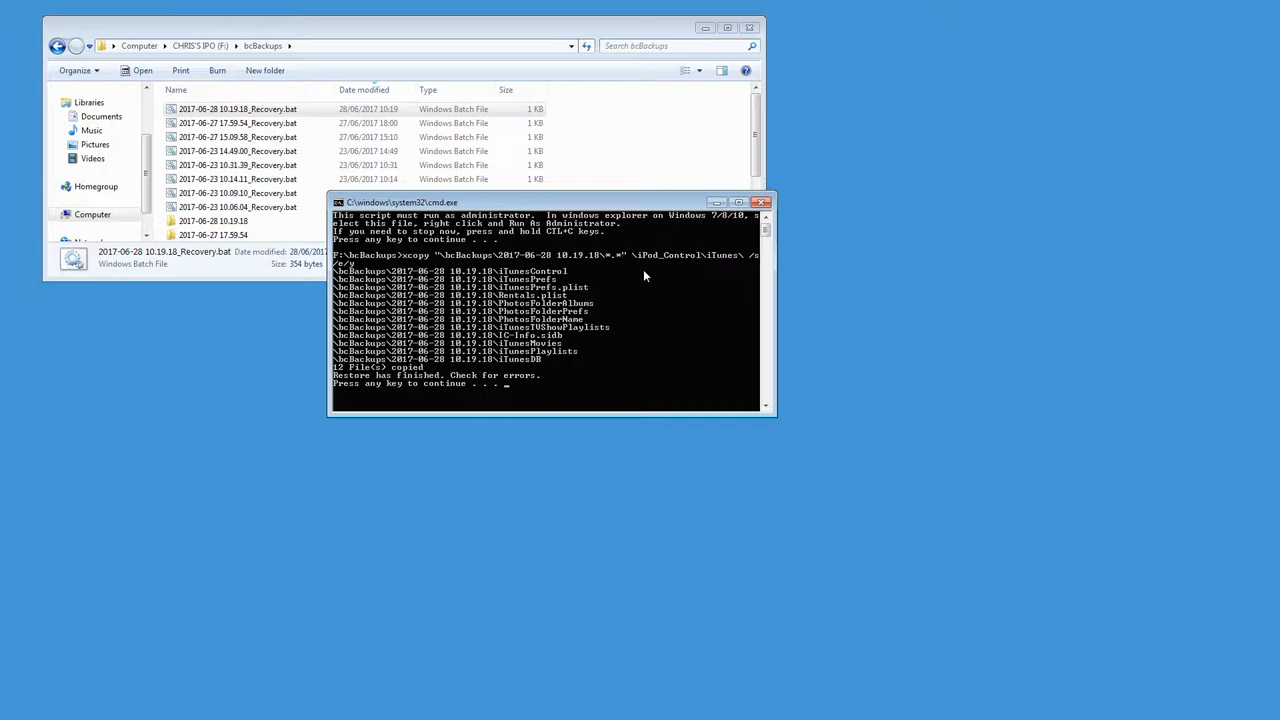 Computer CHRIS'S IPO (F:) bcBackups
Search bcBackups
Organize Open Print Burn New folder
Name Date modified Type Size
Libraries
Documents
Music
Pictures
Videos
Homegroup
Computer
2017-06-28 10.19.18_Recovery.bat 28/06/2017 10:19 Windows Batch File 1 KB
2017-06-27 17.59.54_Recovery.bat 27/06/2017 18:00 Windows Batch File 1 KB
2017-06-27 15.09.58_Recovery.bat 27/06/2017 15:10 Windows Batch File 1 KB
2017-06-23 14.49.00_Recovery.bat 23/06/2017 14:49 Windows Batch File 1 KB
2017-06-23 10.31.39_Recovery.bat 23/06/2017 10:31 Windows Batch File 1 KB
2017-06-23 10.14.11_Recovery.bat 23/06/2017 10:14 Windows Batch File 1 KB
2017-06-23 10.09.10_Recovery.bat
2017-06-23 10.06.04_Recovery.bat
2017-06-28 10.19.18
2017-06-27 17.59.54
2017-06-28 10.19.18_Recovery.bat Date modified: 28/06/2017
Windows Batch File Size: 354 bytes
C:\windows\system32\cmd.exe
This script must run as administrator. In windows explorer on Windows 7/8/10, s
elect this file, right click and Run As Administrator.
If you need to stop now, press and hold CTL+C keys.
Press any key to continue . . .
F:\bcBackups>xcopy "\bcBackups\2017-06-28 10.19.18\*.*" \iPod_Control\iTunes\ /s
/e/y
\bcBackups\2017-06-28 10.19.18\iTunesControl
\bcBackups\2017-06-28 10.19.18\iTunesPrefs
\bcBackups\2017-06-28 10.19.18\iTunesPrefs.plist
\bcBackups\2017-06-28 10.19.18\Rentals.plist
\bcBackups\2017-06-28 10.19.18\PhotosFolderAlbums
\bcBackups\2017-06-28 10.19.18\PhotosFolderPrefs
\bcBackups\2017-06-28 10.19.18\PhotosFolderName
\bcBackups\2017-06-28 10.19.18\iTunesTVShowPlaylists
\bcBackups\2017-06-28 10.19.18\IC-Info.sidb
\bcBackups\2017-06-28 10.19.18\iTunesMovies
\bcBackups\2017-06-28 10.19.18\iTunesPlaylists
\bcBackups\2017-06-28 10.19.18\iTunesDB
12 File(s) copied
Restore has finished. Check for errors.
Press any key to continue . . . _